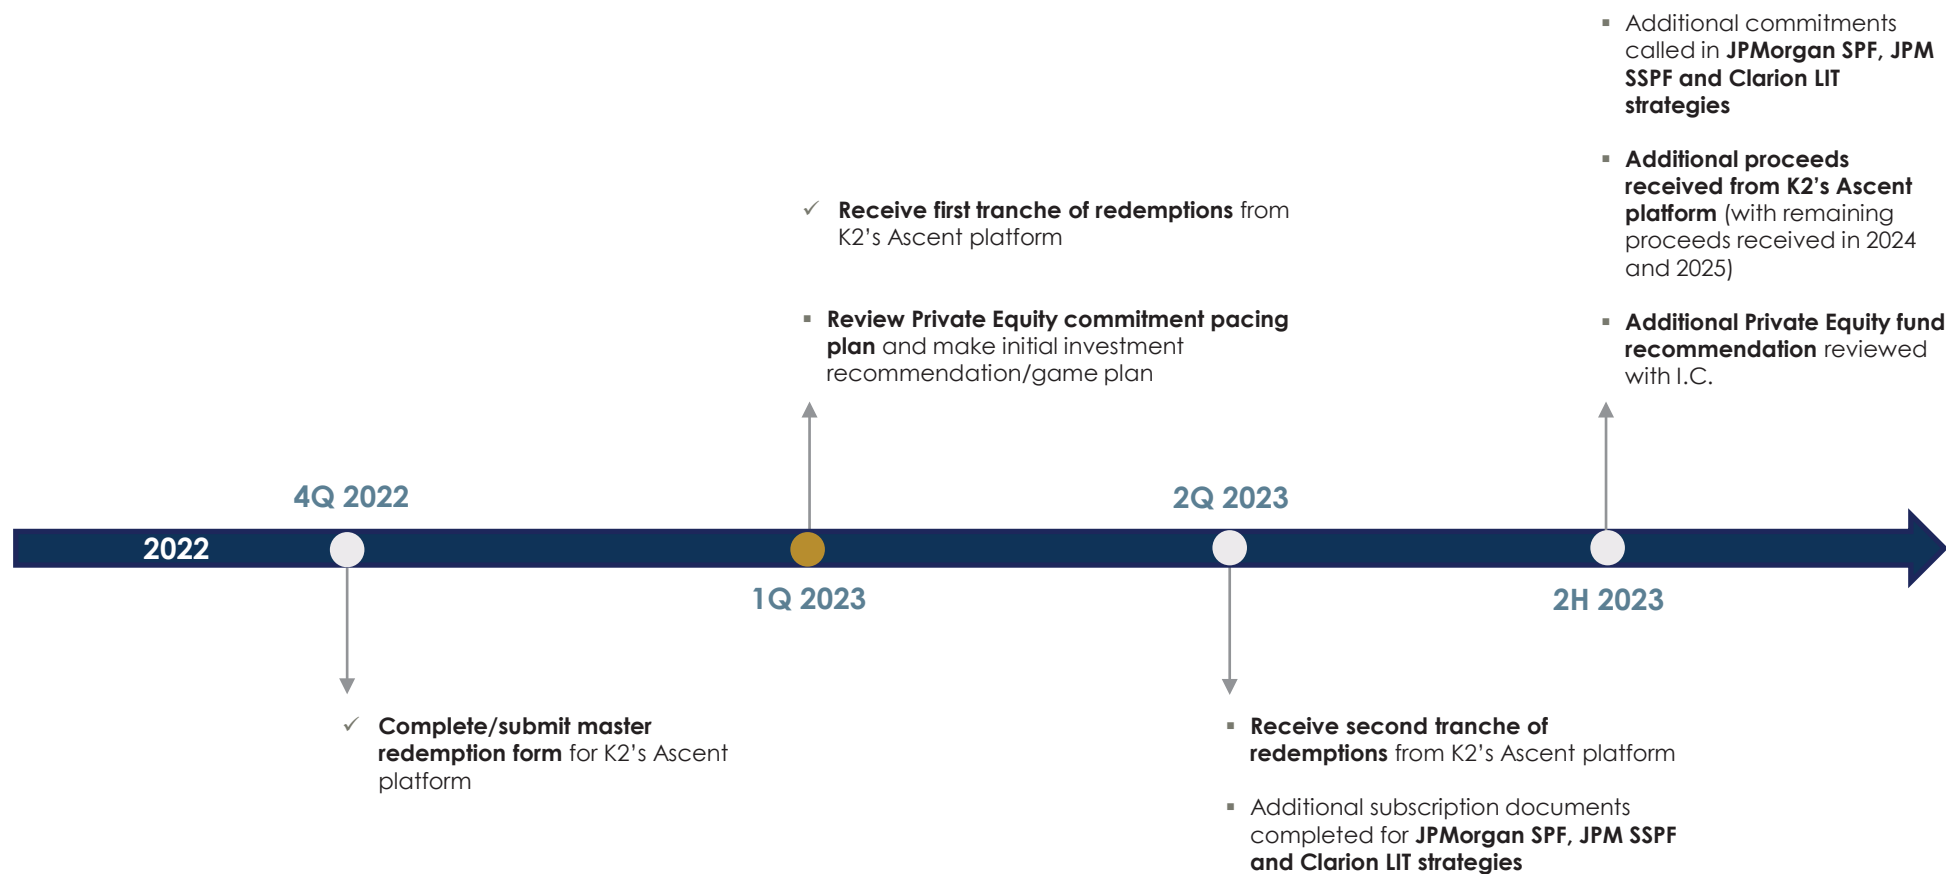 4Q 2022
2022
✓ Complete/submit master
redemption form for K2’s Ascent
platform
✓ Receive first tranche of redemptions from
K2’s Ascent platform
▪ Review Private Equity commitment pacing
plan and make initial investment
recommendation/game plan
1Q 2023
2Q 2023
▪ Receive second tranche of
redemptions from K2’s Ascent platform
▪ Additional subscription documents
completed for JPMorgan SPF, JPM SSPF
and Clarion LIT strategies
▪ Additional commitments
called in JPMorgan SPF, JPM
SSPF and Clarion LIT
strategies
▪ Additional proceeds
received from K2’s Ascent
platform (with remaining
proceeds received in 2024
and 2025)
▪ Additional Private Equity fund
recommendation reviewed
with I.C.
2H 2023